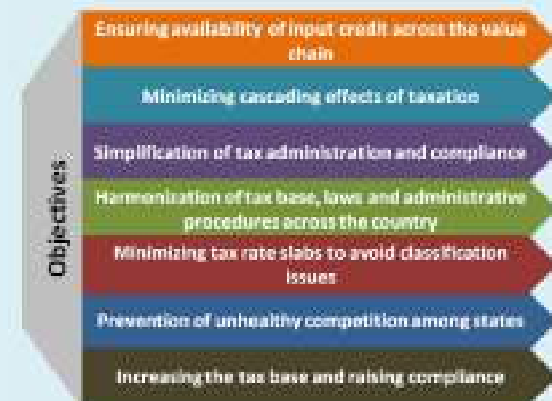 Objectives
Ensuring availability of input credit across the value
chain
Minimizing cascading effects of taxation
Simplification of tax administration and compliance
Harmonization of tax base, laws and administrative
procedures across the country
Minimizing tax rate slabs to avoid classification
issues
Prevention of unhealthy competition among states
Increasing the tax base and raising compliance